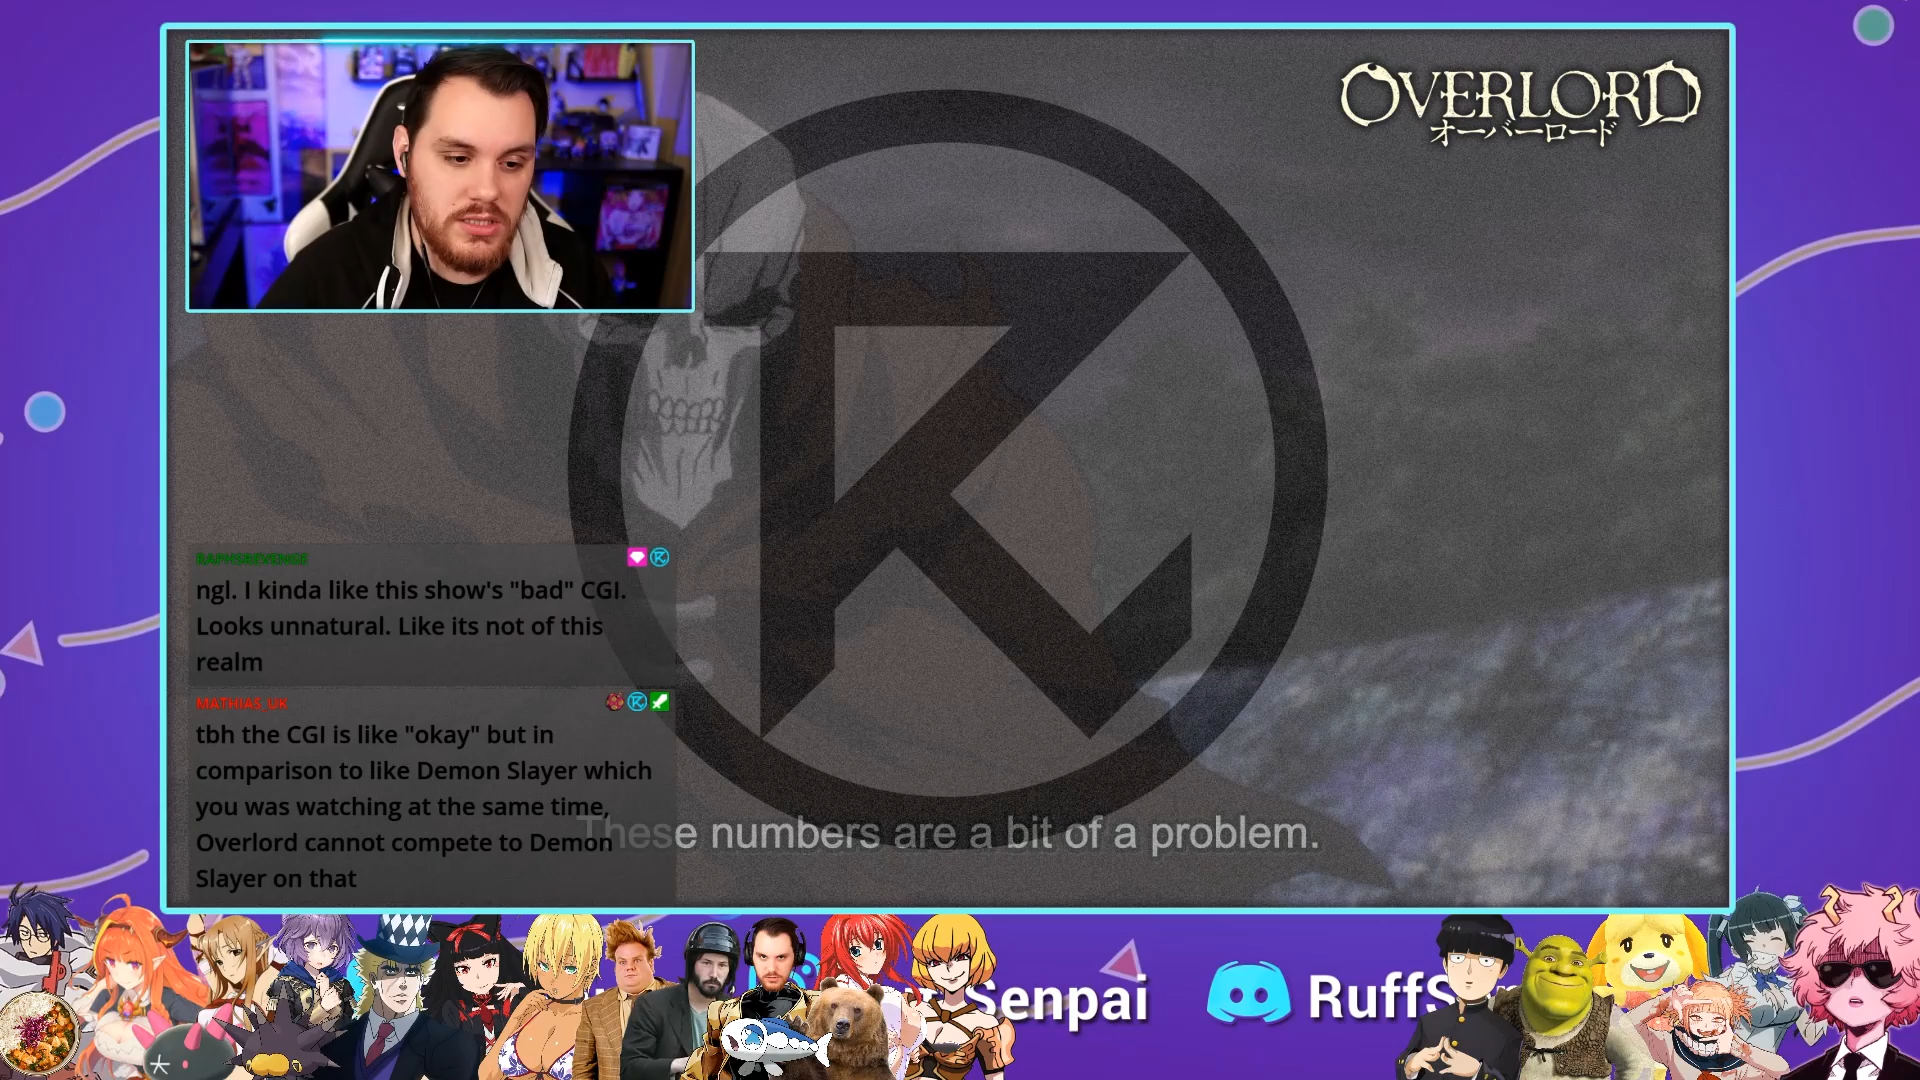 OVERLORD
オーバーロード
RAPHSREVENGE
ngl. I kinda like this show's "bad" CGI.
Looks unnatural. Like its not of this
realm
MATHIAS_UK
tbh the CGI is like "okay" but in
comparison to like Demon Slayer which
you was watching at the same time,
Overlord cannot compete to Demon
Slayer on that
These numbers are a bit of a problem.
Senpai
RuffS